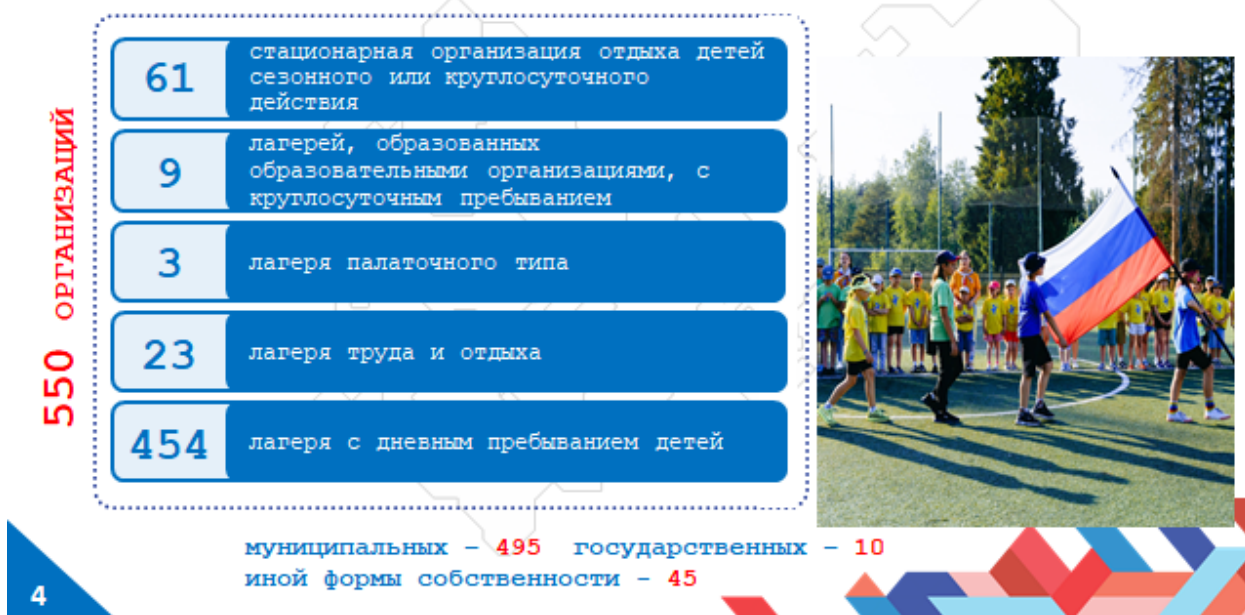 550 ОРГАНИЗАЦИЙ
61
стационарная организация отдыха детей
сезонного или круглосуточного
действия
9
лагерей, образованных
образовательными организациями, с
круглосуточным пребыванием
3
лагеря палаточного типа
23
лагеря труда и отдыха
454
лагеря с дневным пребыванием детей
муниципальных – 495 государственных – 10
иной формы собственности – 45
4